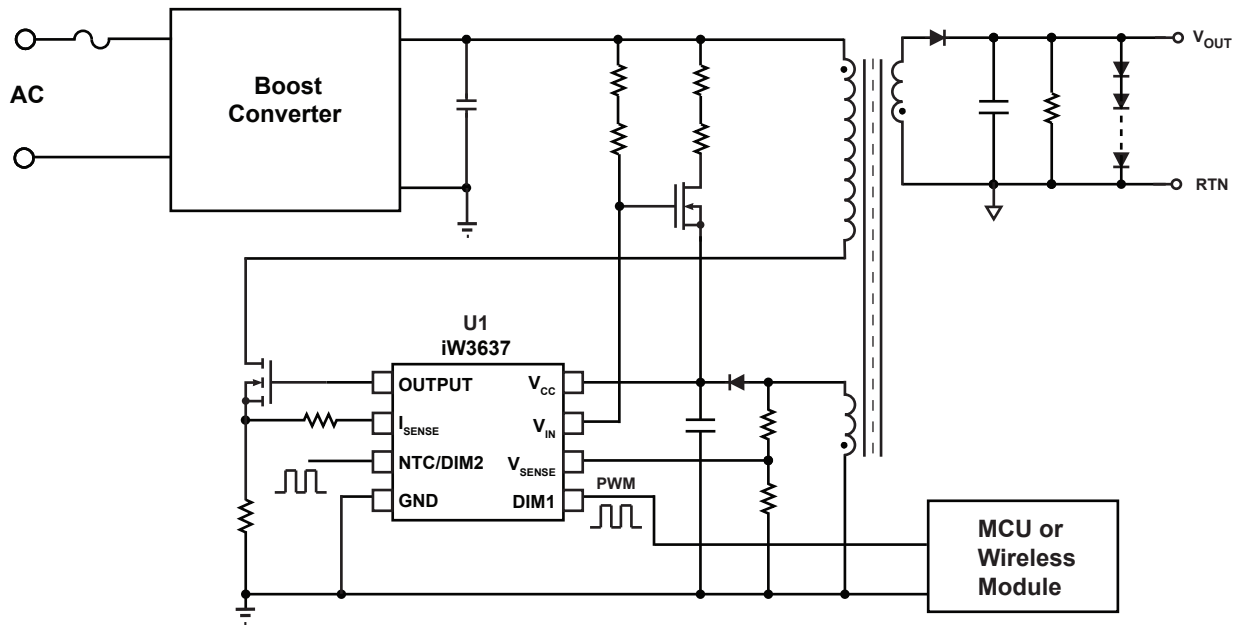 AC
Boost
Converter
VOUT
RTN
U1
iW3637
OUTPUT
ISENSE
NTC/DIM2
GND
VCC
VIN
VSENSE
DIM1
PWM
MCU or
Wireless
Module